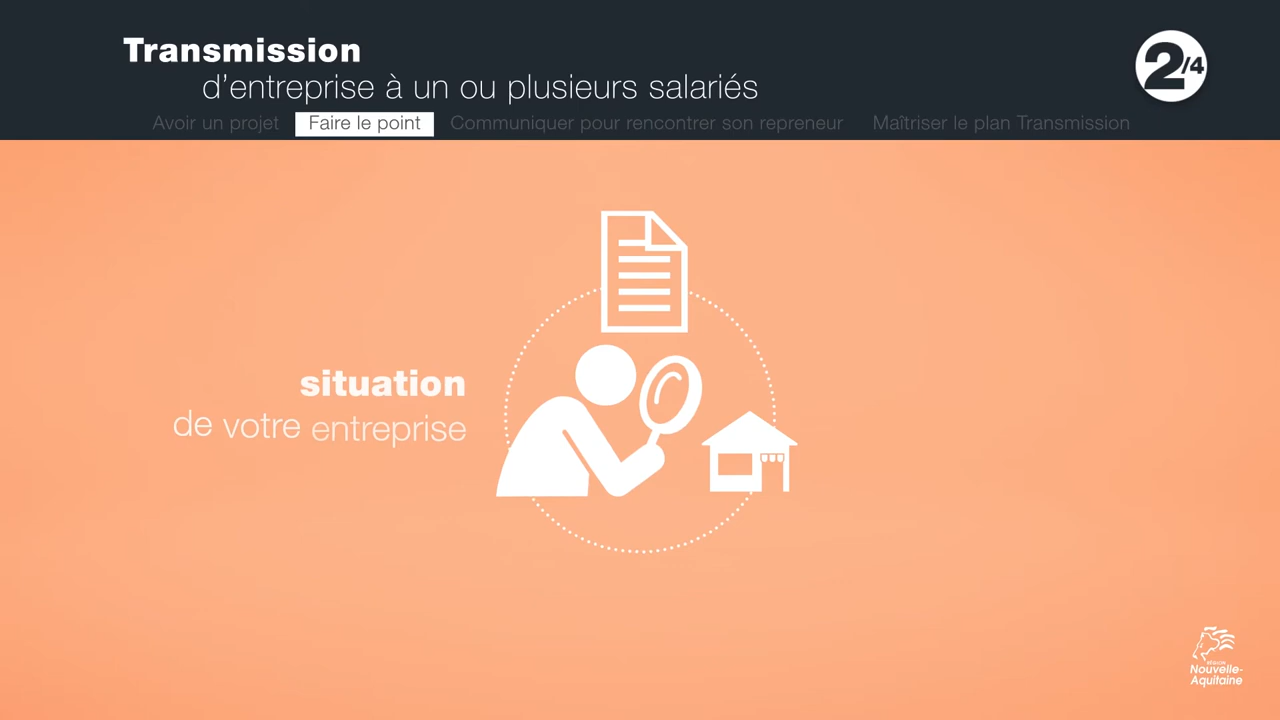 Transmission
d'entreprise à un ou plusieurs salariés
2/4
Avoir un projet Faire le point Communiquer pour rencontrer son repreneur Maîtriser le plan Transmission
situation
de votre entreprise
RÉGION
Nouvelle-
Aquitaine